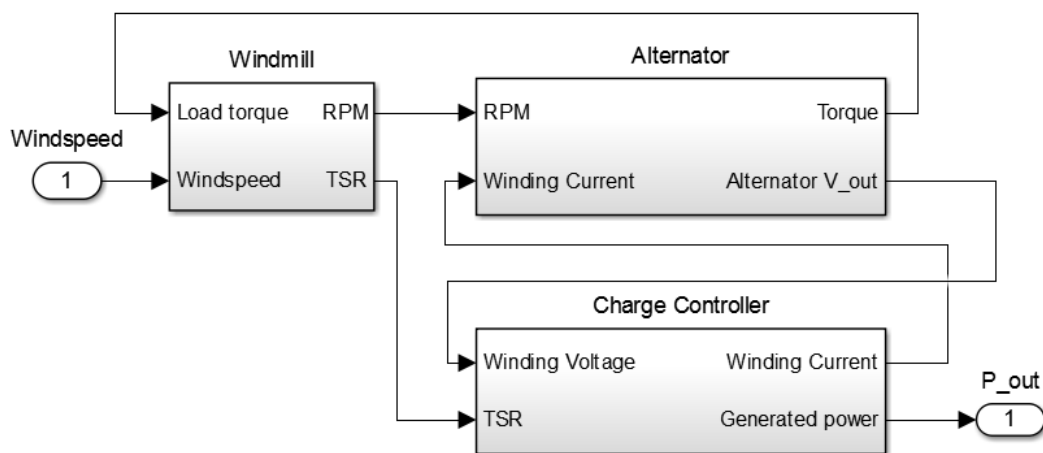 Windmill
Alternator
Load torque RPM
RPM Torque
Windspeed
1
Windspeed TSR
Winding Current Alternator V_out
Charge Controller
Winding Voltage Winding Current
P_out
TSR Generated power
1